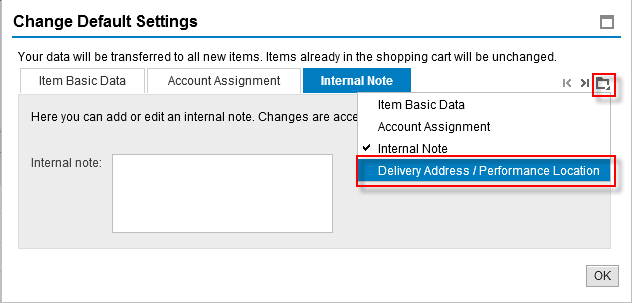 Change Default Settings
Your data will be transferred to all new items. Items already in the shopping cart will be unchanged.
Item Basic Data
Account Assignment
Internal Note
Item Basic Data
Account Assignment
Internal Note
Delivery Address / Performance Location
Here you can add or edit an internal note. Changes are acce
Internal note:
OK